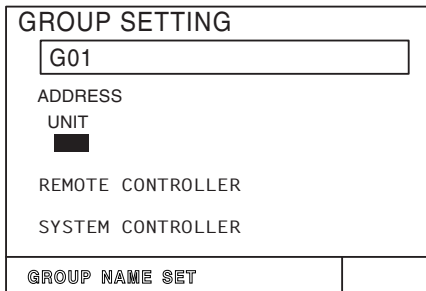 GROUP SETTING
G01
ADDRESS
UNIT
REMOTE CONTROLLER
SYSTEM CONTROLLER
GROUP NAME SET